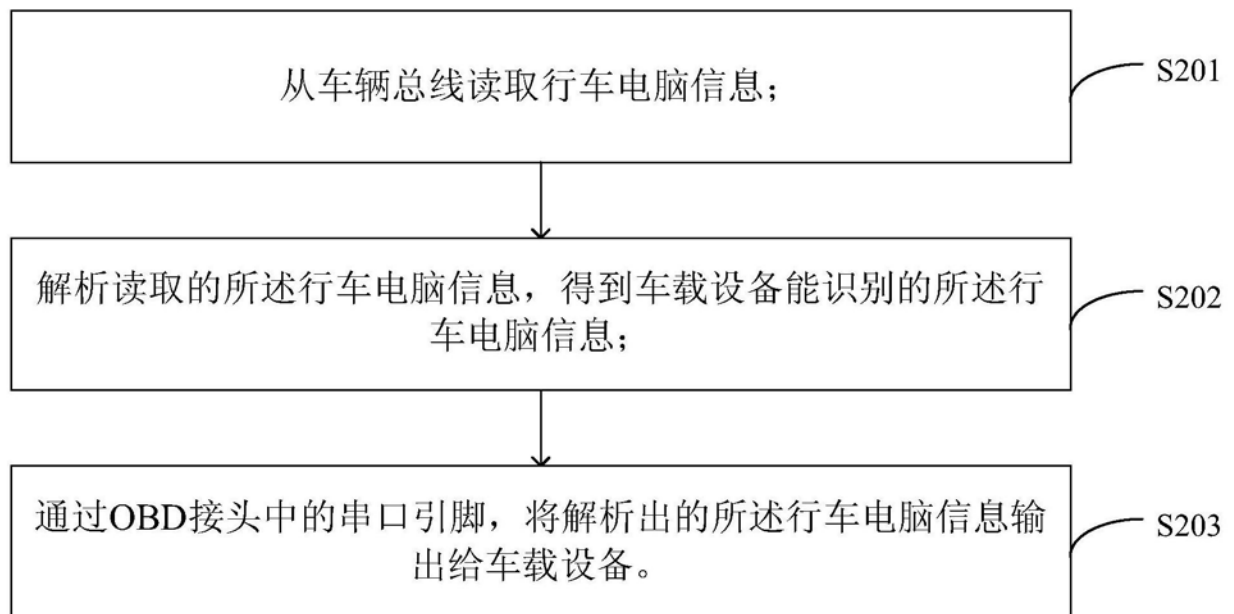 从车辆总线读取行车电脑信息；
S201
解析读取的所述行车电脑信息，得到车载设备能识别的所述行
车电脑信息；
S202
通过OBD接头中的串口引脚，将解析出的所述行车电脑信息输
出给车载设备。
S203